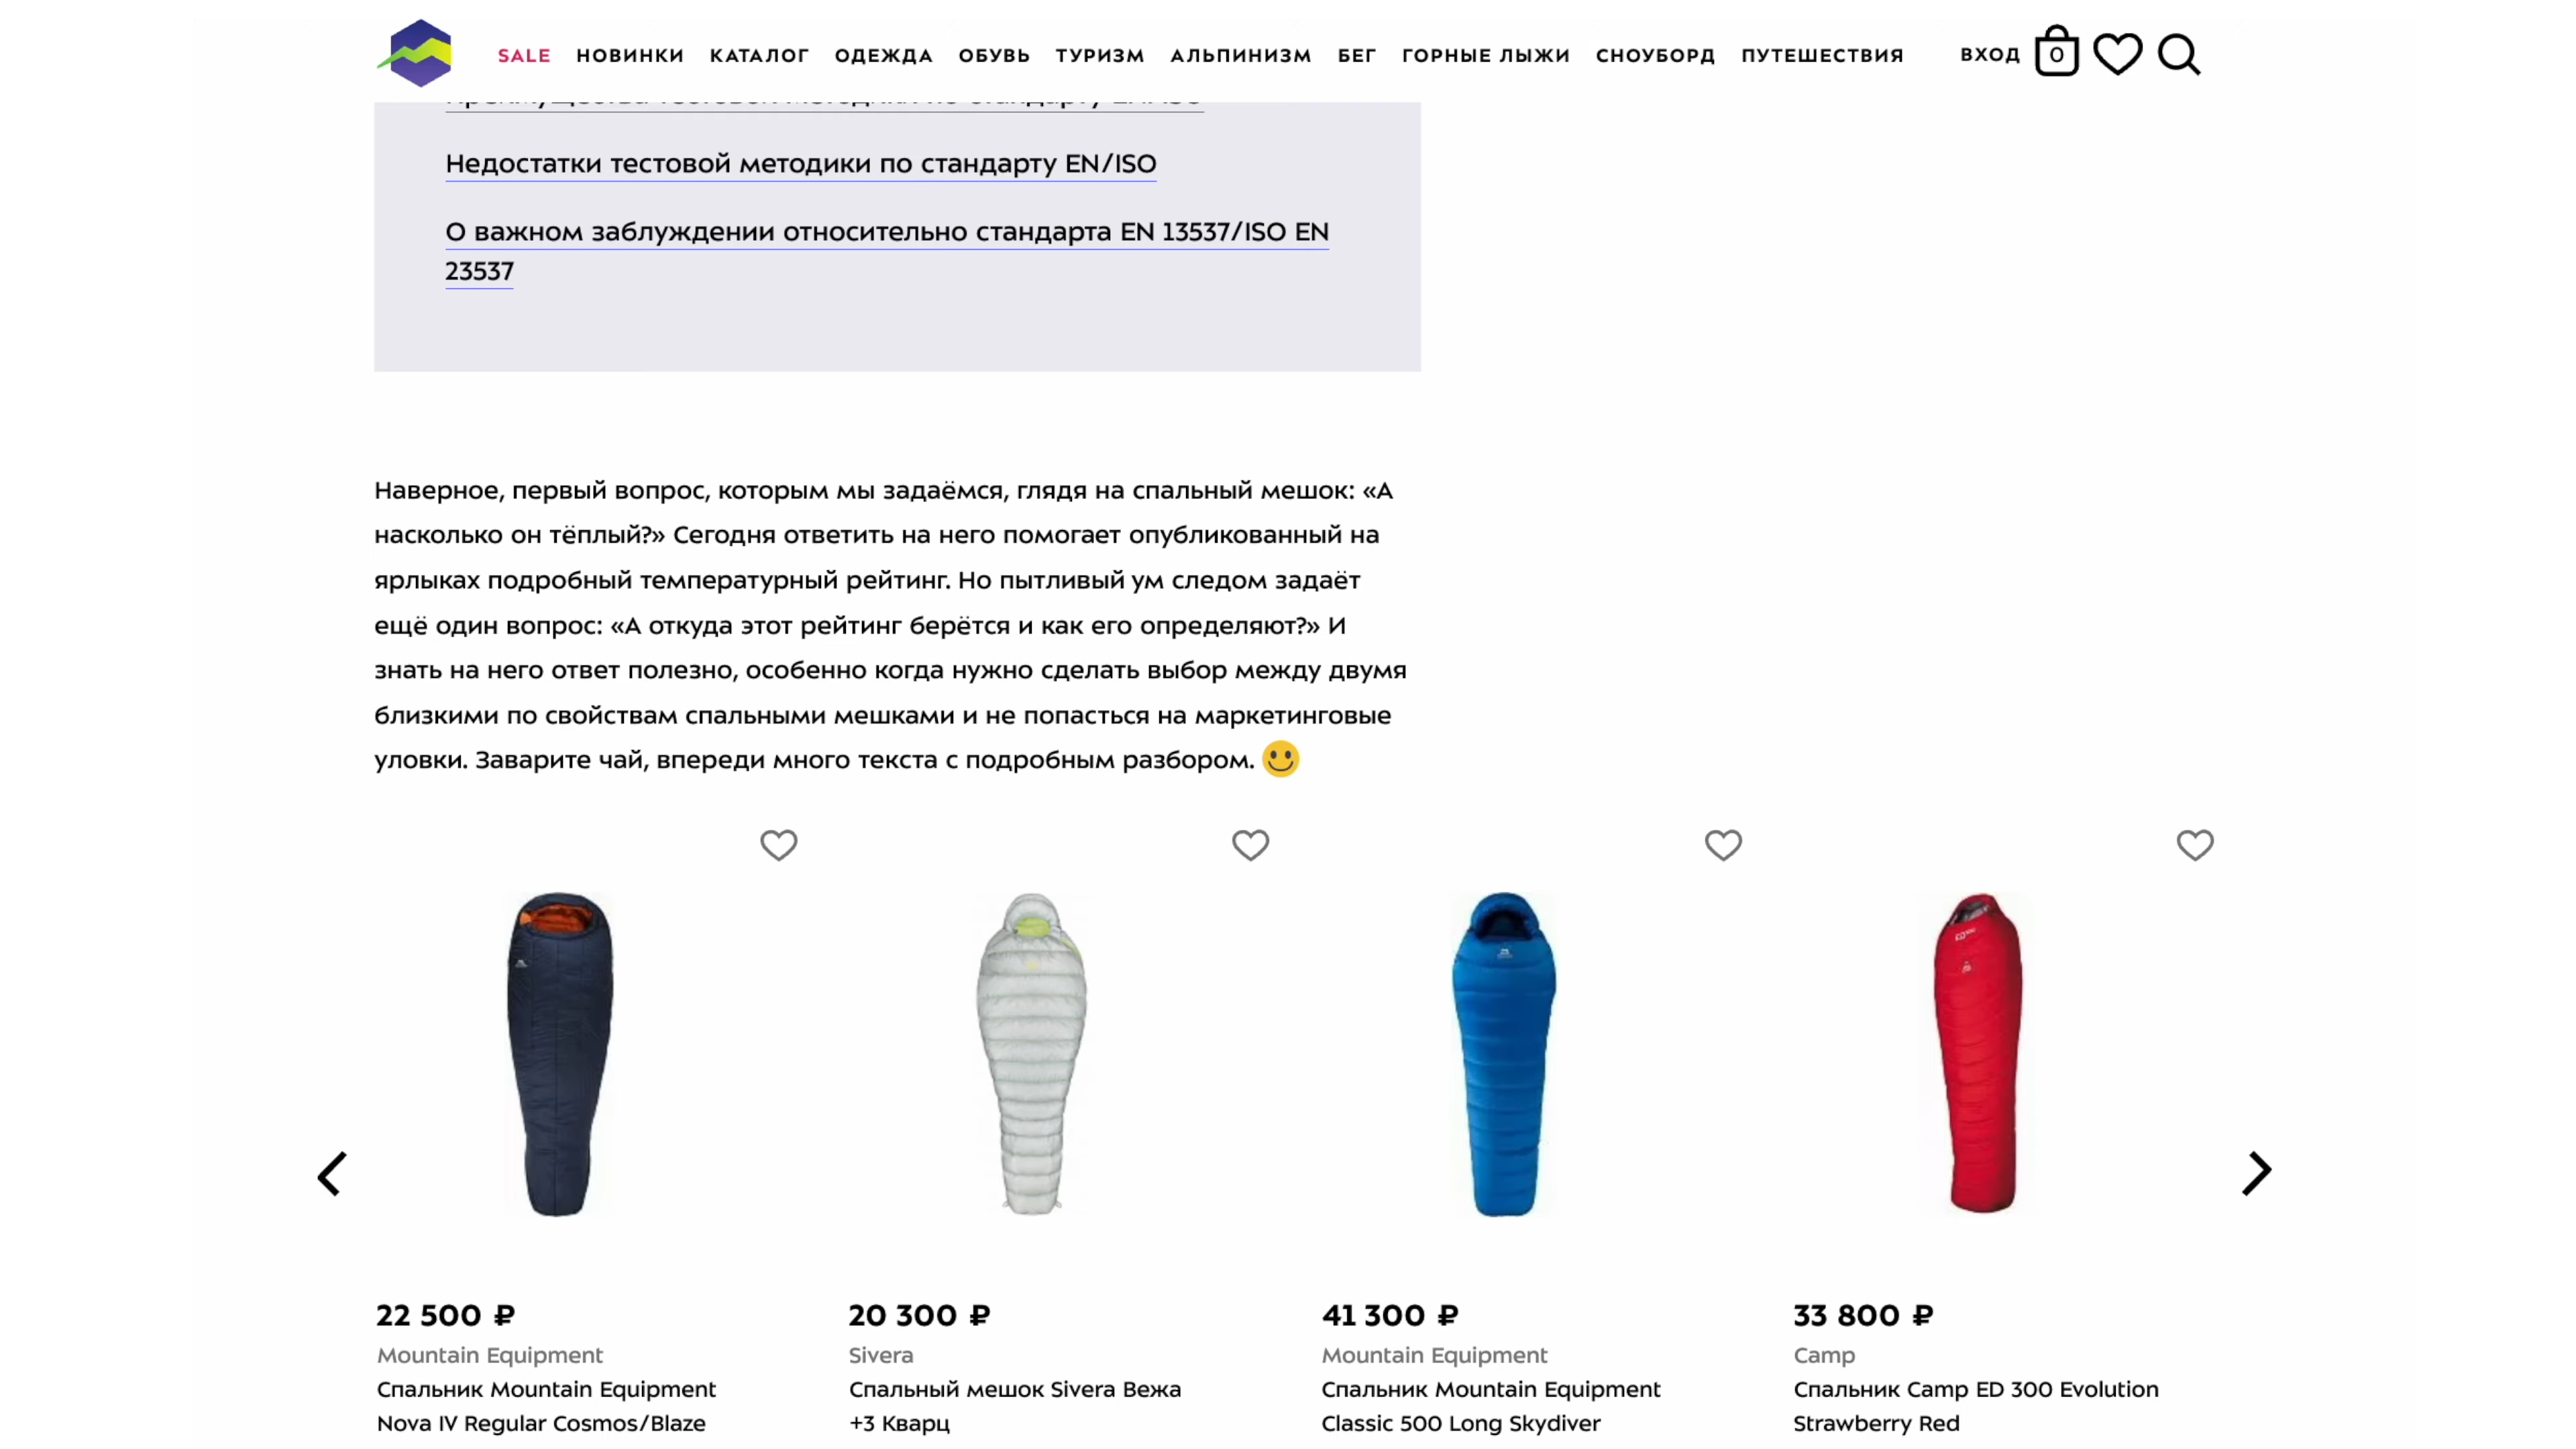 SALE НОВИНКИ КАТАЛОГ ОДЕЖДА ОБУВЬ ТУРИЗМ АЛЬПИНИЗМ БЕГ ГОРНЫЕ ЛЫЖИ СНОУБОРД ПУТЕШЕСТВИЯ ВХОД 0
Преимущества тестовой методики по стандарту EN/ISO
Недостатки тестовой методики по стандарту EN/ISO
О важном заблуждении относительно стандарта EN 13537/ISO EN
23537
Наверное, первый вопрос, которым мы задаёмся, глядя на спальный мешок: «А
насколько он тёплый?» Сегодня ответить на него помогает опубликованный на
ярлыках подробный температурный рейтинг. Но пытливый ум следом задаёт
ещё один вопрос: «А откуда этот рейтинг берётся и как его определяют?» И
знать на него ответ полезно, особенно когда нужно сделать выбор между двумя
близкими по свойствам спальными мешками и не попасться на маркетинговые
уловки. Заварите чай, впереди много текста с подробным разбором.
22 500 ₽
Mountain Equipment
Спальник Mountain Equipment
Nova IV Regular Cosmos/Blaze
20 300 ₽
Sivera
Спальный мешок Sivera Вежа
+3 Кварц
41 300 ₽
Mountain Equipment
Спальник Mountain Equipment
Classic 500 Long Skydiver
33 800 ₽
Camp
Спальник Camp ED 300 Evolution
Strawberry Red